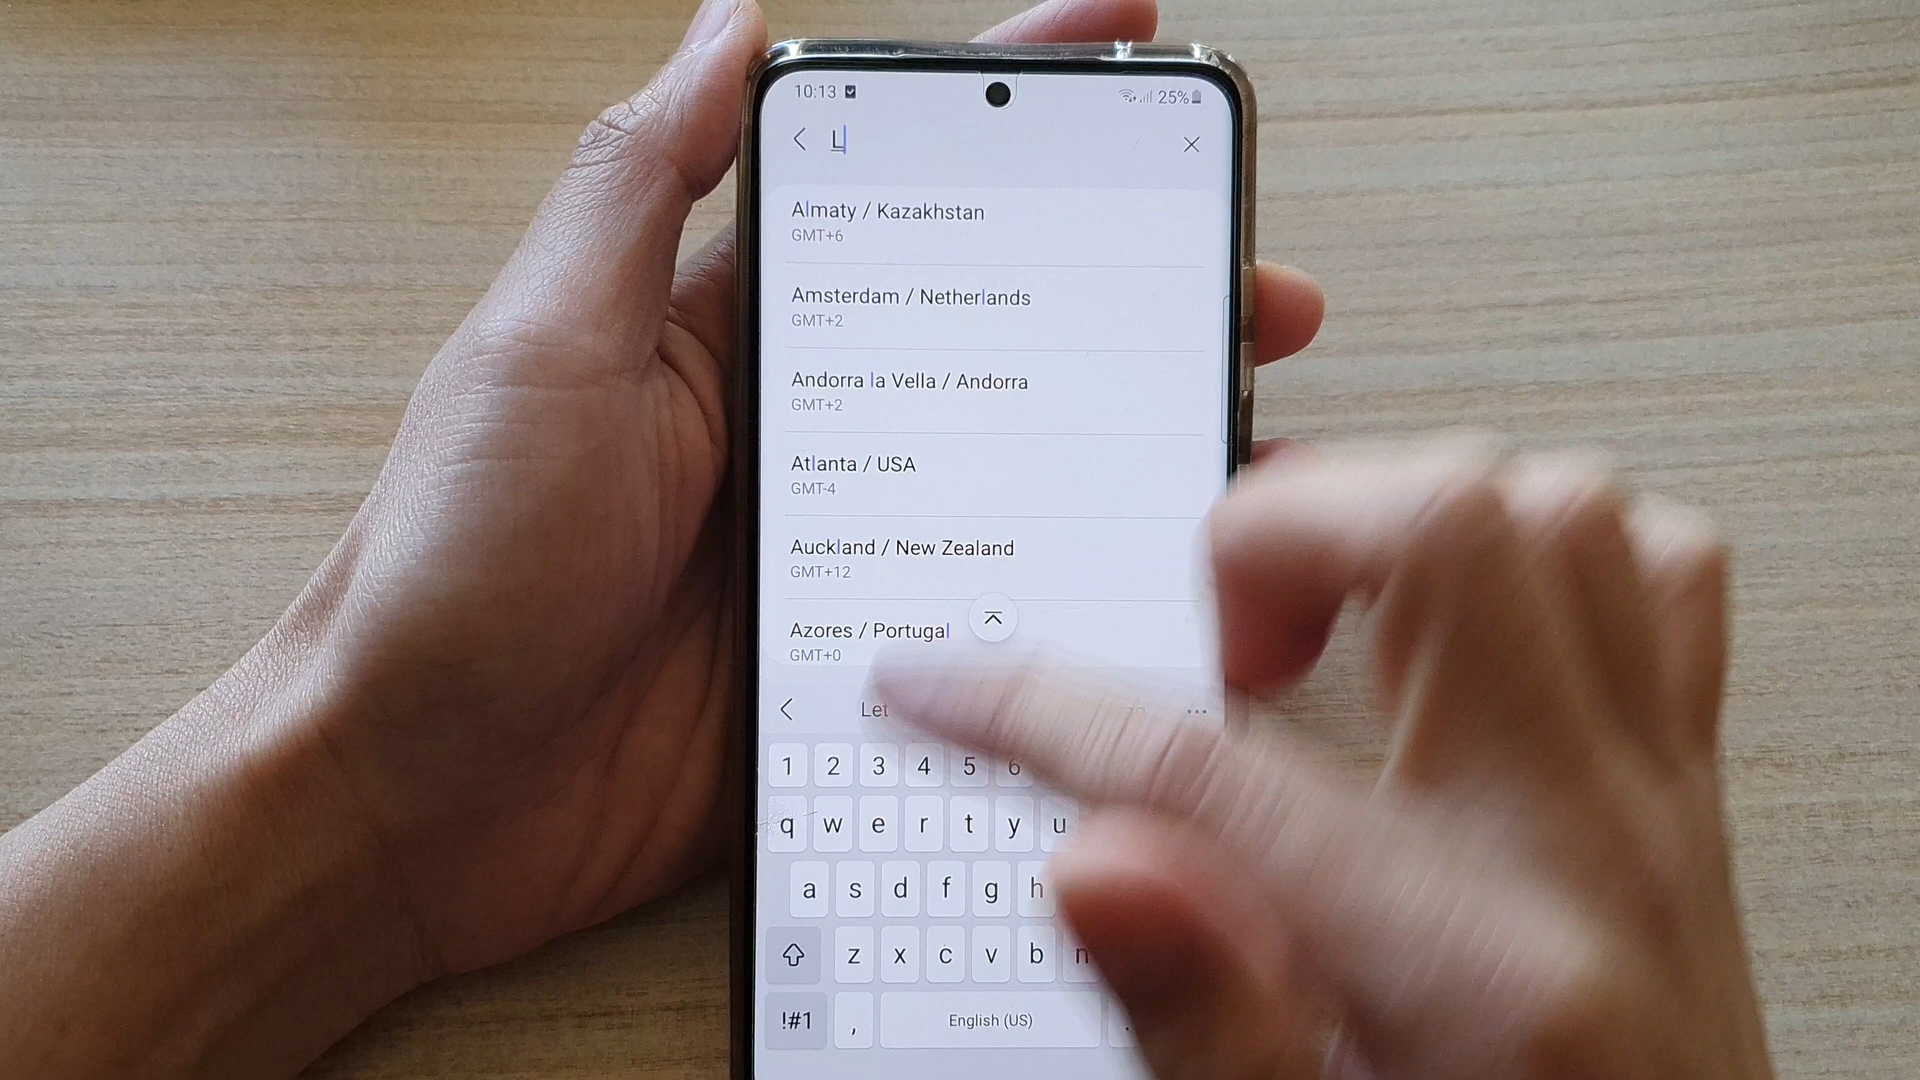 10:13 25%
L
Almaty / Kazakhstan
GMT+6
Amsterdam / Netherlands
GMT+2
Andorra la Vella / Andorra
GMT+2
Atlanta / USA
GMT-4
Auckland / New Zealand
GMT+12
Azores / Portugal
GMT+0
Let
1 2 3 4 5 6
q w e r t y u
a s d f g h
z x c v b n
!#1 , English (US) .